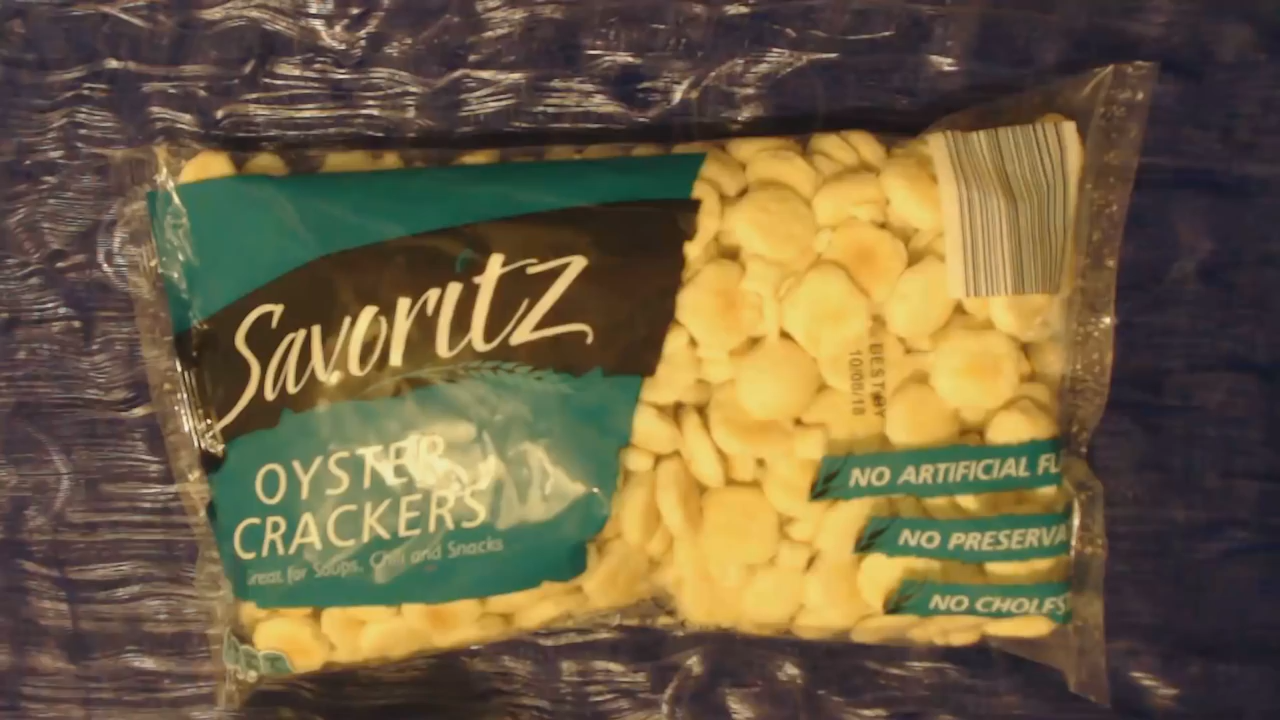 Savoritz
OYSTER
CRACKERS
Great for Soups, Chili and Snacks
BEST BY
10/08/18
NO ARTIFICIAL FL
NO PRESERVA
NO CHOLES